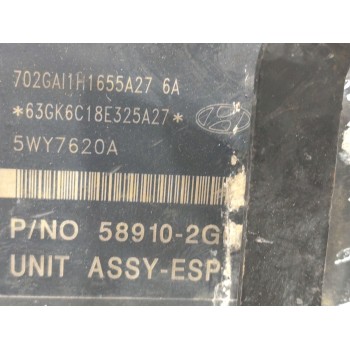 702GAI1H1655A27 6A
*63GK6C18E325A27*
5WY7620A
P/NO 58910-2G
UNIT ASSY-ESP